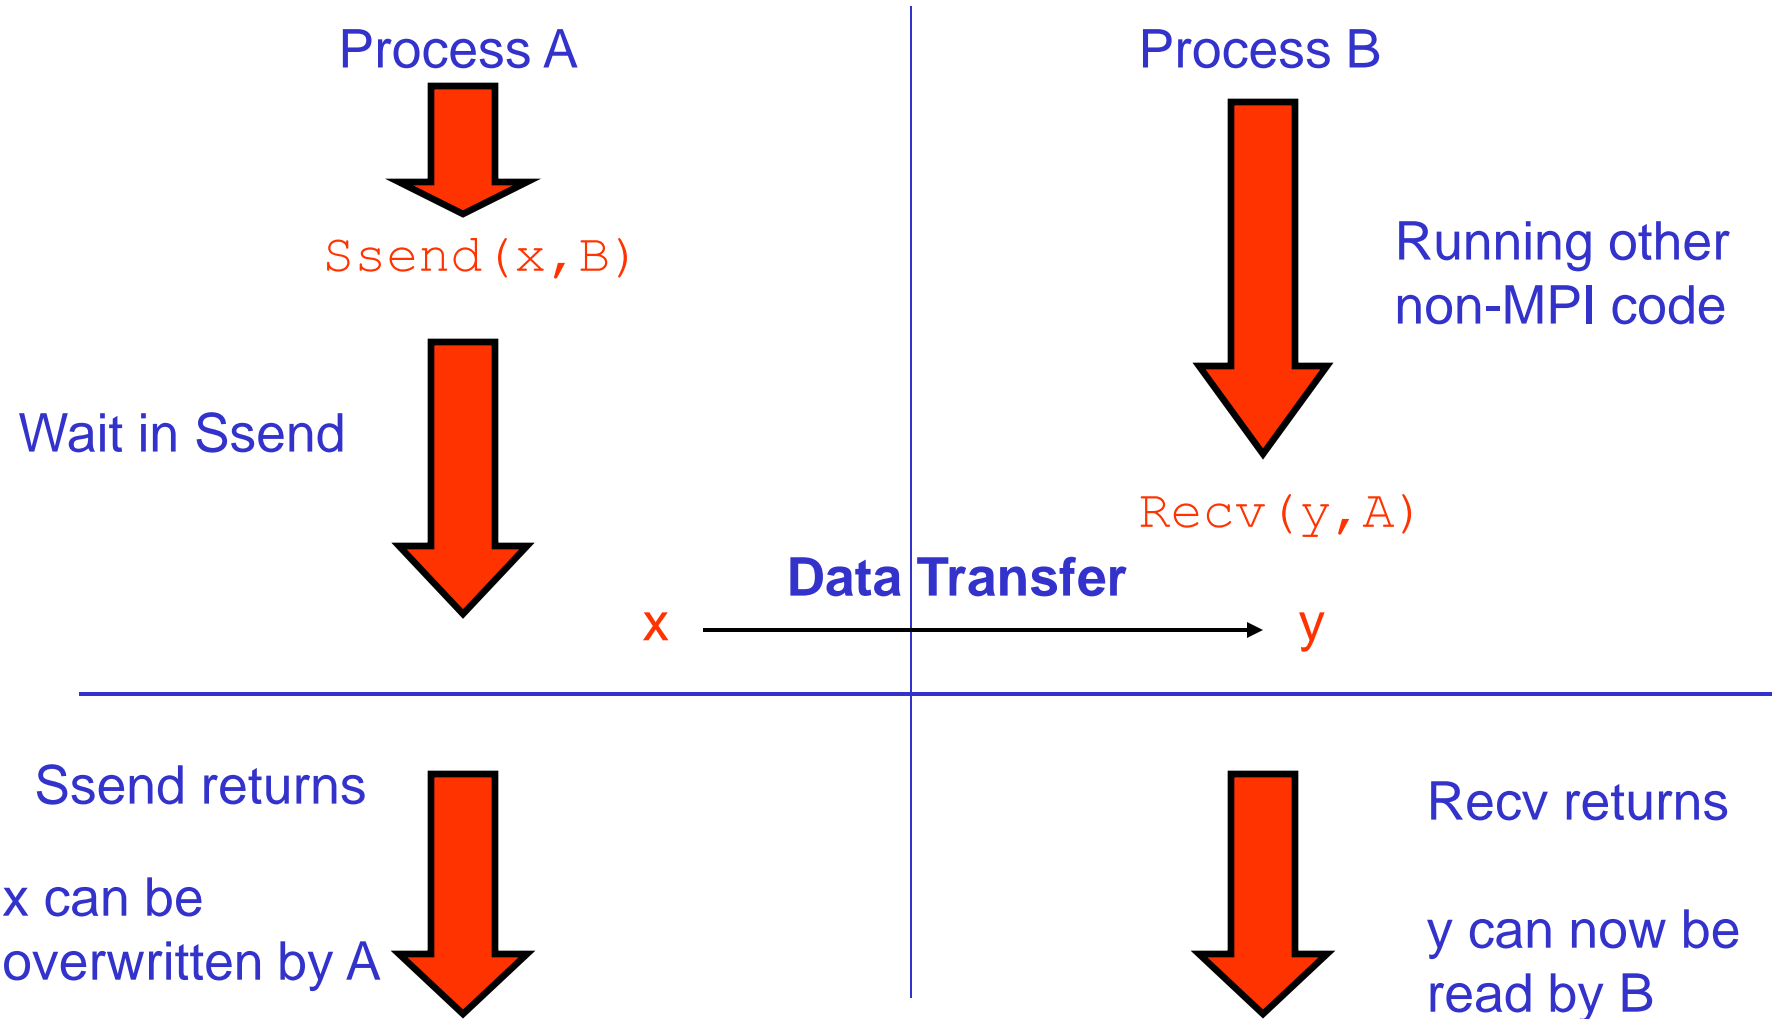 Process A
Process B
Ssend(x,B)
Running other
non-MPI code
Wait in Ssend
Recv(y,A)
Data Transfer
x
y
Ssend returns
Recv returns
x can be
overwritten by A
y can now be
read by B